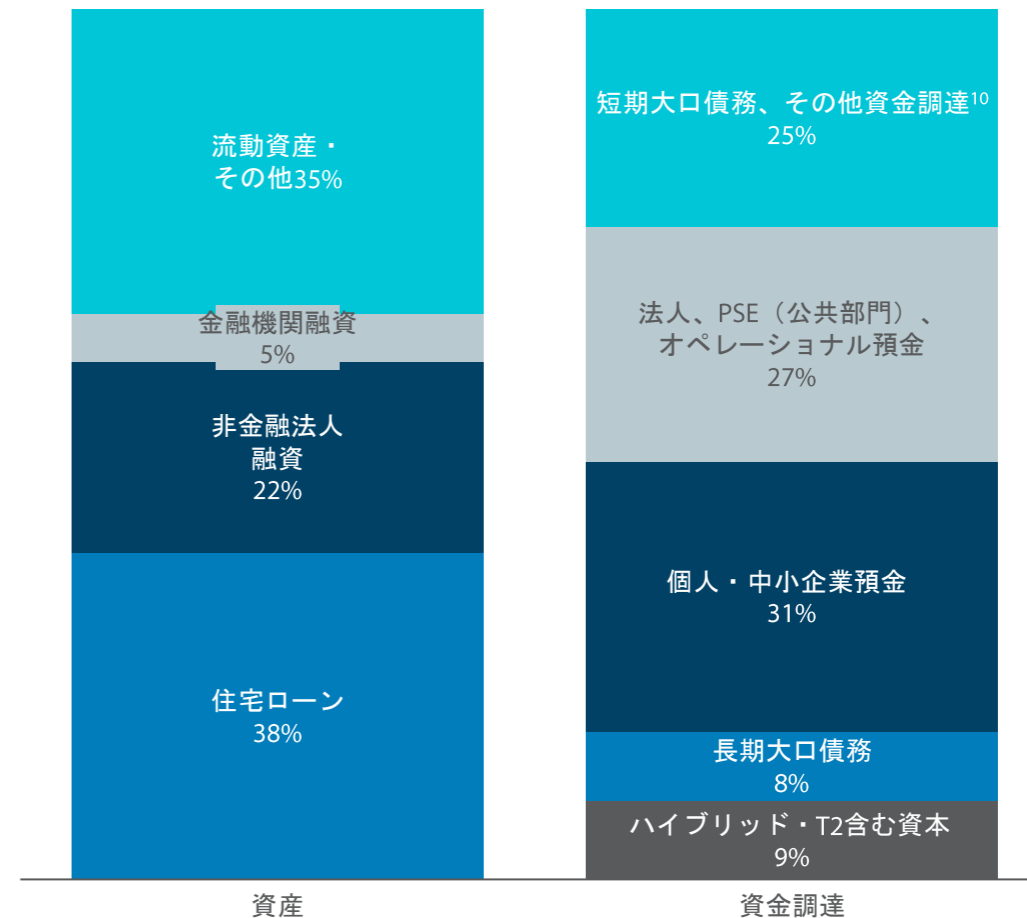 流動資産・
その他35%
金融機関融資
5%
非金融法人
融資
22%
住宅ローン
38%
資産
短期大口債務、その他資金調達10
25%
法人、PSE（公共部門）、
オペレーショナル預金
27%
個人・中小企業預金
31%
長期大口債務
8%
ハイブリッド・T2含む資本
9%
資金調達